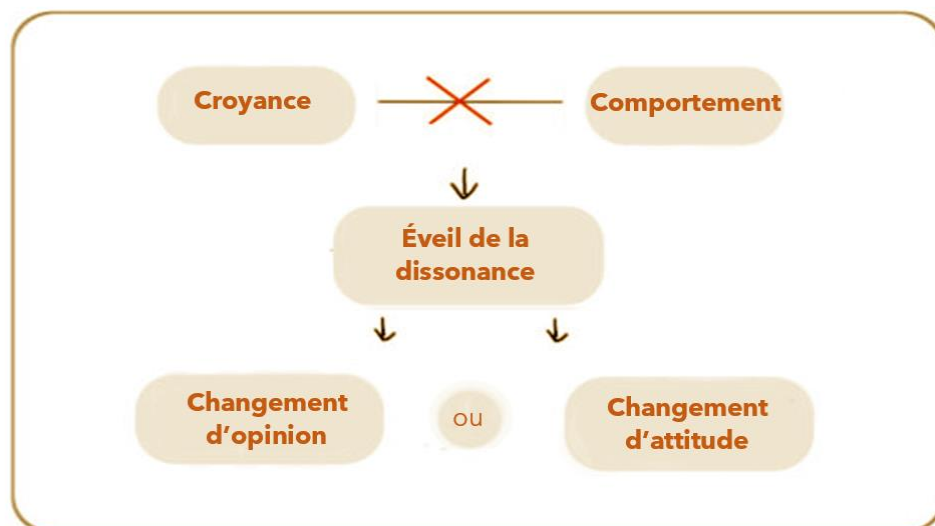 Croyance
Comportement
Éveil de la
dissonance
Changement
d’opinion
ou
Changement
d’attitude